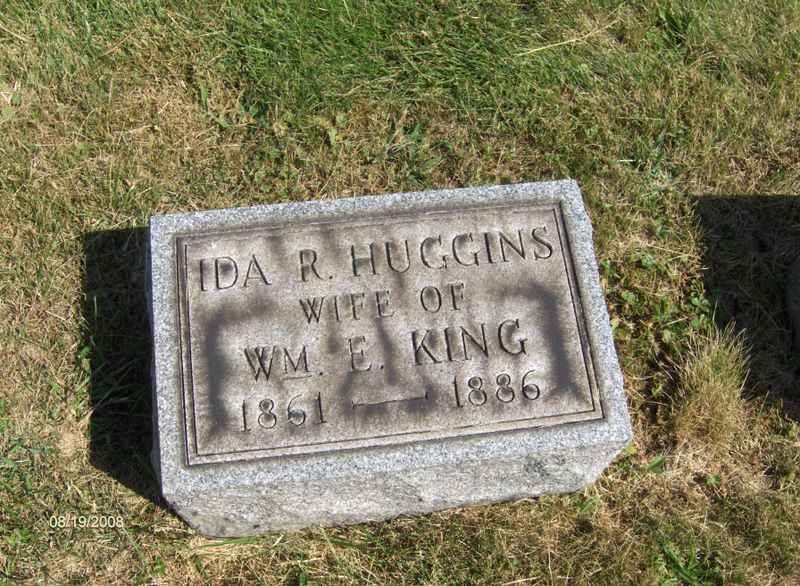 IDA R. HUGGINS
WIFE OF
WM. E. KING
1861 — 1886
08/19/2008